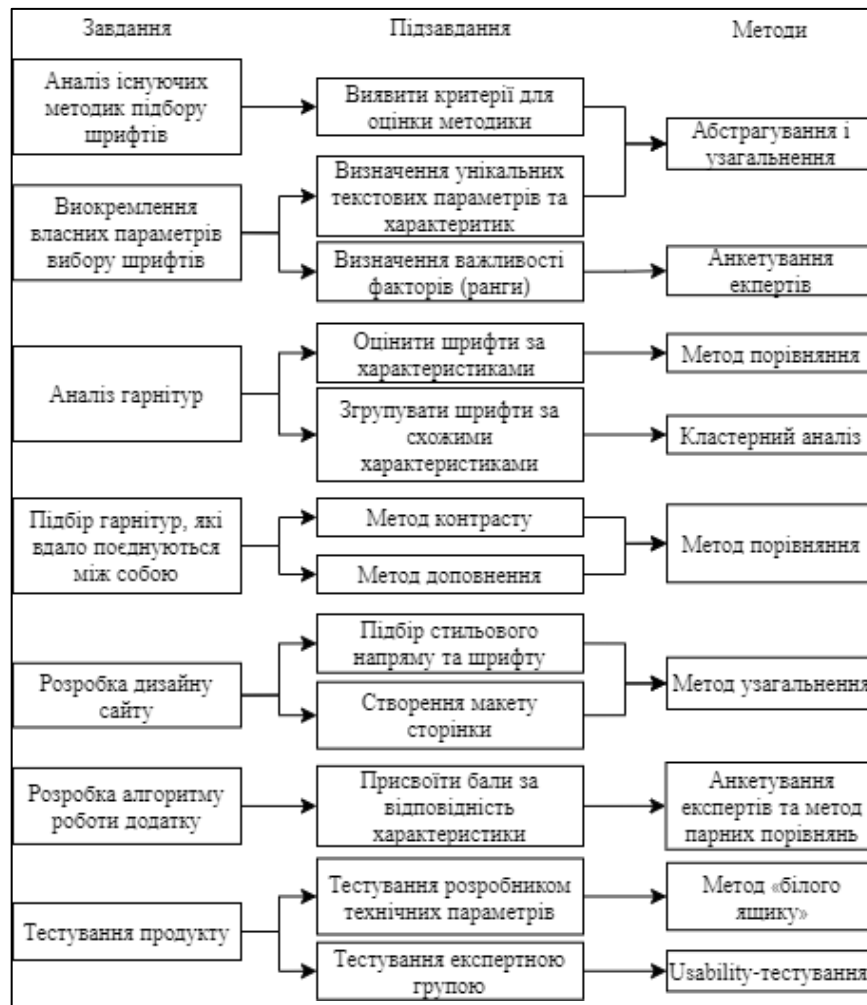 Завдання
Підзавдання
Методи
Аналіз існуючих
методик підбору
шрифтів
Виявити критерії для
оцінки методики
Абстрагування і
узагальнення
Виокремлення
власних параметрів
вибору шрифтів
Визначення унікальних
текстових параметрів та
характеритик
Визначення важливості
факторів (ранги)
Анкетування
експертів
Аналіз гарнітур
Оцінити шрифти за
характеристиками
Метод порівняння
Згрупувати шрифти за
схожими
характеристиками
Кластерний аналіз
Підбір гарнітур, які
вдало поєднуються
між собою
Метод контрасту
Метод доповнення
Метод порівняння
Розробка дизайну
сайту
Підбір стильового
напряму та шрифту
Створення макету
сторінки
Метод узагальнення
Розробка алгоритму
роботи додатку
Присвоїти бали за
відповідність
характеристики
Анкетування
експертів та метод
парних порівнянь
Тестування продукту
Тестування розробником
технічних параметрів
Метод «білого
ящику»
Тестування експертною
групою
Usability-тестування